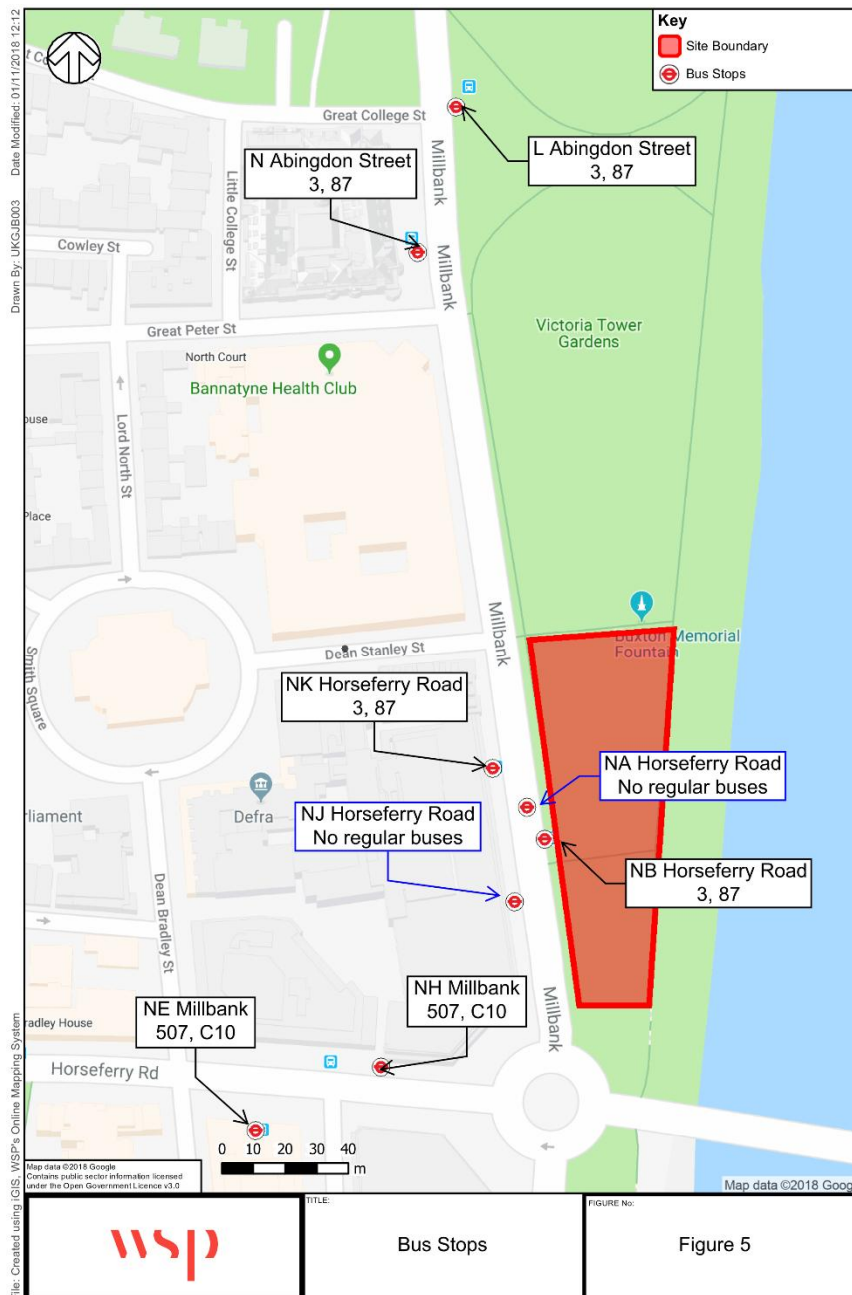 Date Modified: 01/11/2018 12:12
Drawn By: UKGJB003
File: Created using iGIS, WSP's Online Mapping System
Key
Site Boundary
Bus Stops
Great College St
L Abingdon Street
3, 87
N Abingdon Street
3, 87
Millbank
Little College St
Cowley St
Millbank
Great Peter St
Victoria Tower
Gardens
North Court
Bannatyne Health Club
Lord North St
Place
Millbank
Buxton Memorial
Fountain
Dean Stanley St
Smith Square
NK Horseferry Road
3, 87
NA Horseferry Road
No regular buses
Defra
NJ Horseferry Road
No regular buses
NB Horseferry Road
3, 87
Dean Bradley St
NH Millbank
507, C10
NE Millbank
507, C10
Millbank
Horseferry Rd
0 10 20 30 40
m
Map data ©2018 Google
Contains public sector information licensed
under the Open Government Licence v3.0
Map data ©2018 Goog
wsp
TITLE:
Bus Stops
FIGURE No:
Figure 5